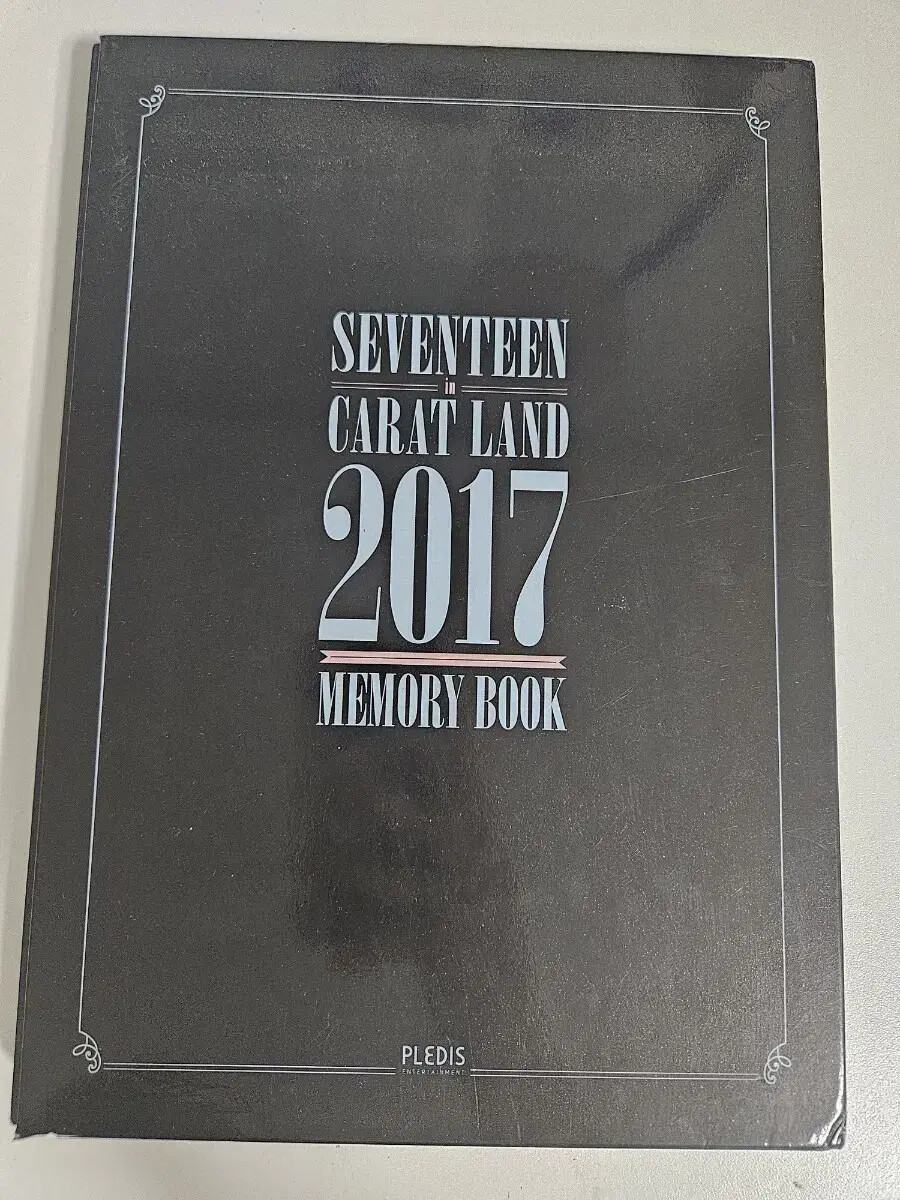 SEVENTEEN
in
CARAT LAND
2017
MEMORY BOOK
PLEDIS
ENTERTAINMENT